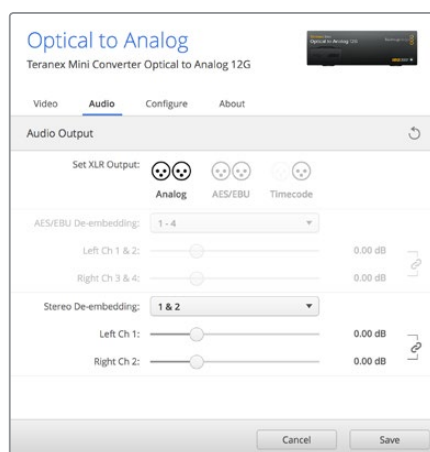 Optical to Analog
Teranex Mini Converter Optical to Analog 12G
Video Audio Configure About
Audio Output
Set XLR Output:
Analog AES/EBU Timecode
AES/EBU De-embedding: 1 - 4
Left Ch 1 & 2: 0.00 dB
Right Ch 3 & 4: 0.00 dB
Stereo De-embedding: 1 & 2
Left Ch 1: 0.00 dB
Right Ch 2: 0.00 dB
Cancel Save